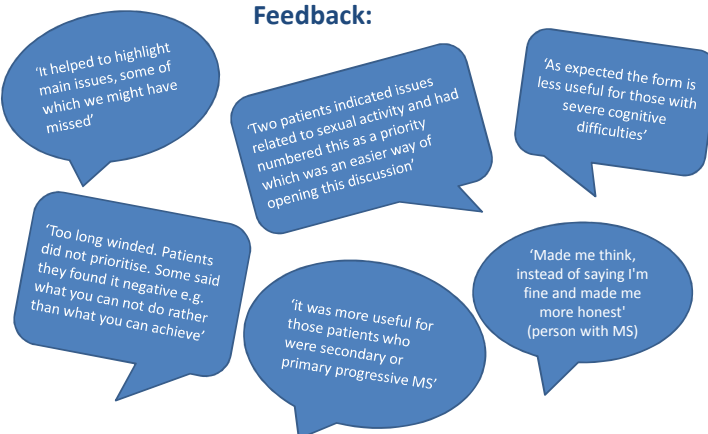 Feedback:
'It helped to highlight
main issues, some of
which we might have
missed'
'Two patients indicated issues
related to sexual activity and had
numbered this as a priority
which was an easier way of
opening this discussion'
'As expected the form is
less useful for those with
severe cognitive
difficulties'
'Too long winded. Patients
did not prioritise. Some said
they found it negative e.g.
what you can not do rather
than what you can achieve'
'it was more useful for
those patients who
were secondary or
primary progressive MS'
'Made me think,
instead of saying I'm
fine and made me
more honest'
(person with MS)